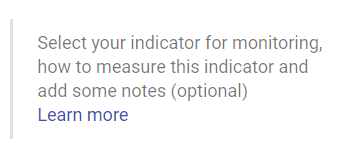 Select your indicator for monitoring,
how to measure this indicator and
add some notes (optional)
Learn more